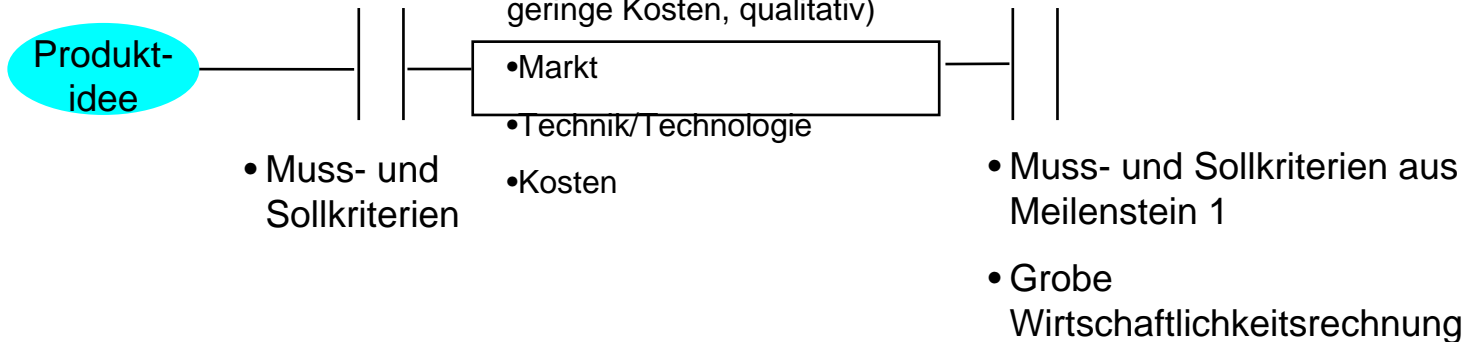 geringe Kosten, qualitativ)
Produkt-
idee
•Markt
•Technik/Technologie
•Kosten
• Muss- und
Sollkriterien
• Muss- und Sollkriterien aus
Meilenstein 1
• Grobe
Wirtschaftlichkeitsrechnung